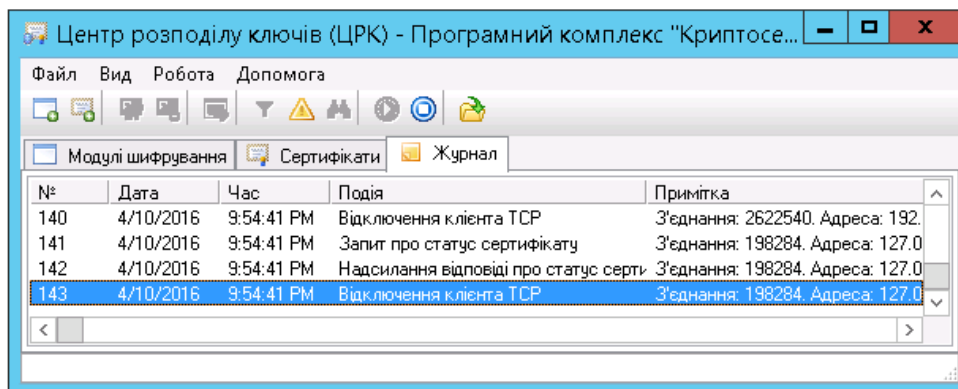 Центр розподілу ключів (ЦРК) - Програмний комплекс "Криптосе...
Файл Вид Робота Допомога
Модулі шифрування Сертифікати Журнал
№ Дата Час Подія Примітка
140 4/10/2016 9:54:41 PM Відключення клієнта TCP З'єднання: 2622540. Адреса: 192.
141 4/10/2016 9:54:41 PM Запит про статус сертифікату З'єднання: 198284. Адреса: 127.0
142 4/10/2016 9:54:41 PM Надсилання відповіді про статус серти З'єднання: 198284. Адреса: 127.0
143 4/10/2016 9:54:41 PM Відключення клієнта TCP З'єднання: 198284. Адреса: 127.0